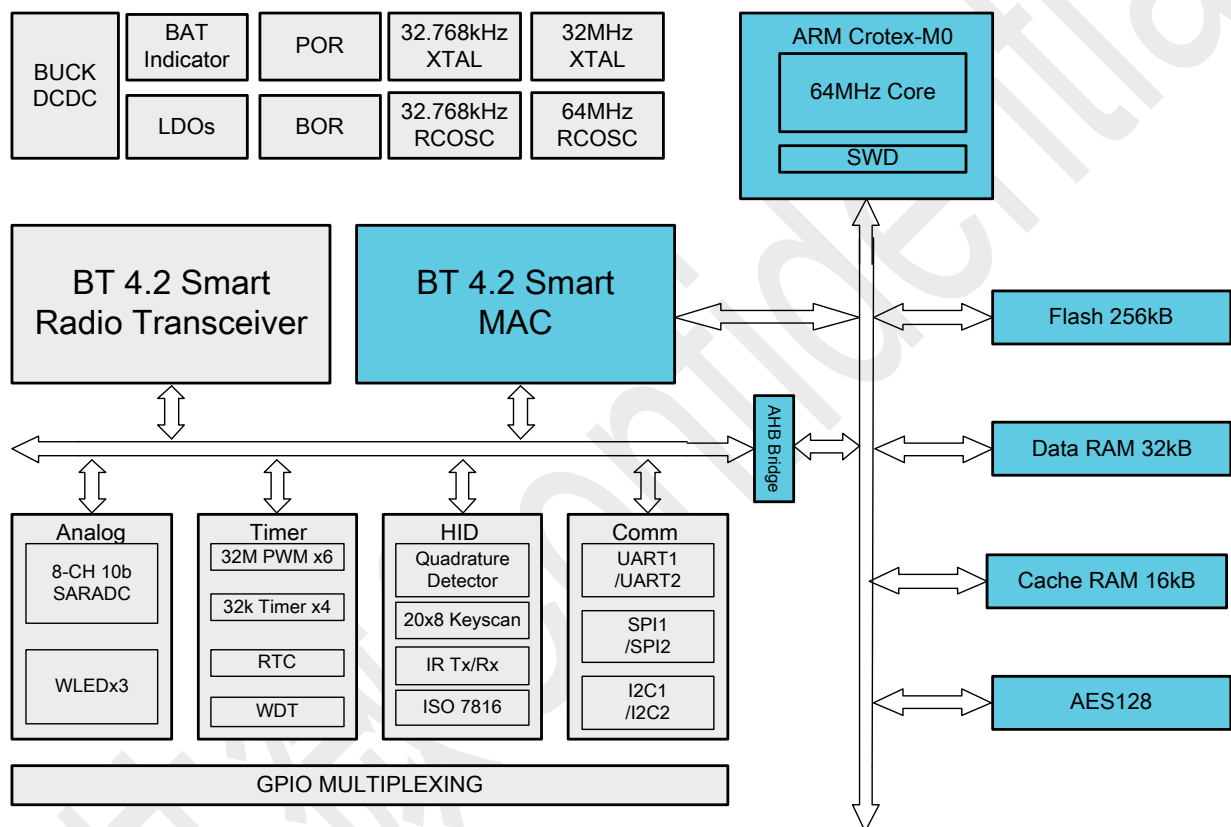 BUCK
DCDC
BAT
Indicator
POR
32.768kHz
XTAL
32MHz
XTAL
LDOs
BOR
32.768kHz
RCOSC
64MHz
RCOSC
ARM Crotex-M0
64MHz Core
SWD
BT 4.2 Smart
Radio Transceiver
BT 4.2 Smart
MAC
Flash 256kB
AHB Bridge
Data RAM 32kB
Cache RAM 16kB
AES128
Analog
8-CH 10b
SARADC
WLEDx3
Timer
32M PWM x6
32k Timer x4
RTC
WDT
HID
Quadrature
Detector
20x8 Keyscan
IR Tx/Rx
ISO 7816
Comm
UART1
/UART2
SPI1
/SPI2
I2C1
/I2C2
GPIO MULTIPLEXING
confidential